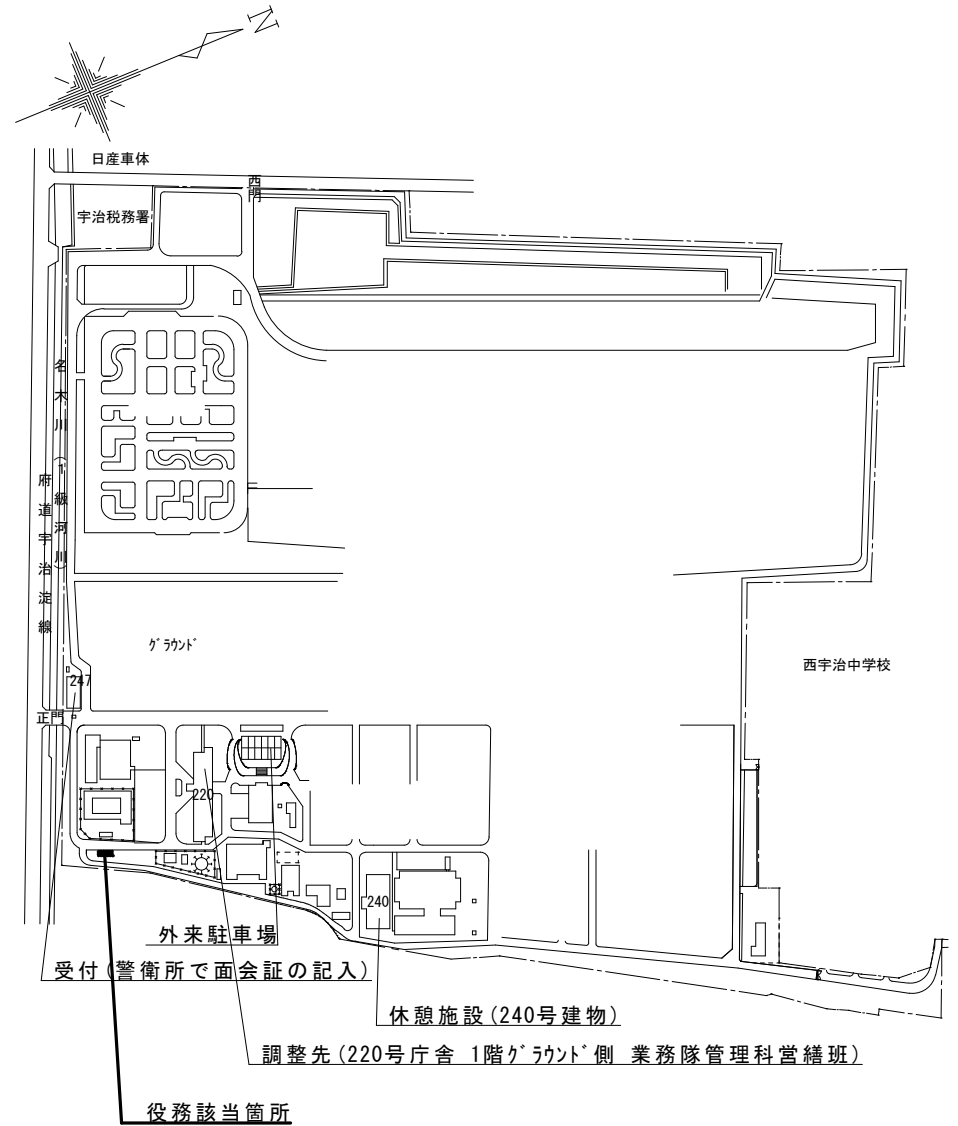 N
日産車体
西門
宇治税務署
名木川(1級河川)
府道宇治淀線
グラウンド
西宇治中学校
247
正門
220
240
外来駐車場
受付(警衛所で面会証の記入)
休憩施設(240号建物)
調整先(220号庁舎 1階グラウンド側 業務隊管理科営繕班)
役務該当箇所